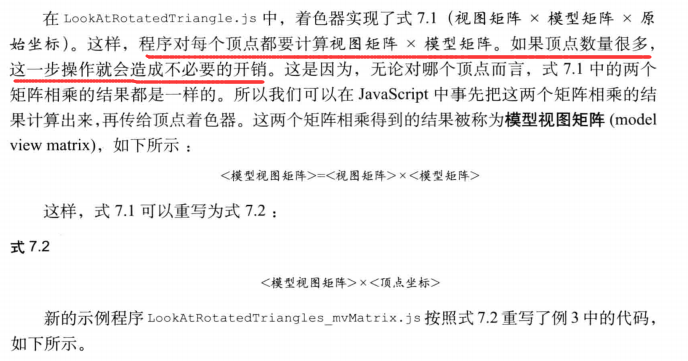 在 LookAtRotatedTriangle.js 中，着色器实现了式 7.1（视图矩阵 × 模型矩阵 × 原
始坐标）。这样，程序对每个顶点都要计算视图矩阵 × 模型矩阵。如果顶点数量很多，
这一步操作就会造成不必要的开销。这是因为，无论对哪个顶点而言，式 7.1 中的两个
矩阵相乘的结果都是一样的。所以我们可以在 JavaScript 中事先把这两个矩阵相乘的结
果计算出来，再传给顶点着色器。这两个矩阵相乘得到的结果被称为模型视图矩阵 (model
view matrix)，如下所示：
<模型视图矩阵>=<视图矩阵>×<模型矩阵>
这样，式 7.1 可以重写为式 7.2：
式 7.2
<模型视图矩阵>×<顶点坐标>
新的示例程序 LookAtRotatedTriangles_mvMatrix.js 按照式 7.2 重写了例 3 中的代码，
如下所示。